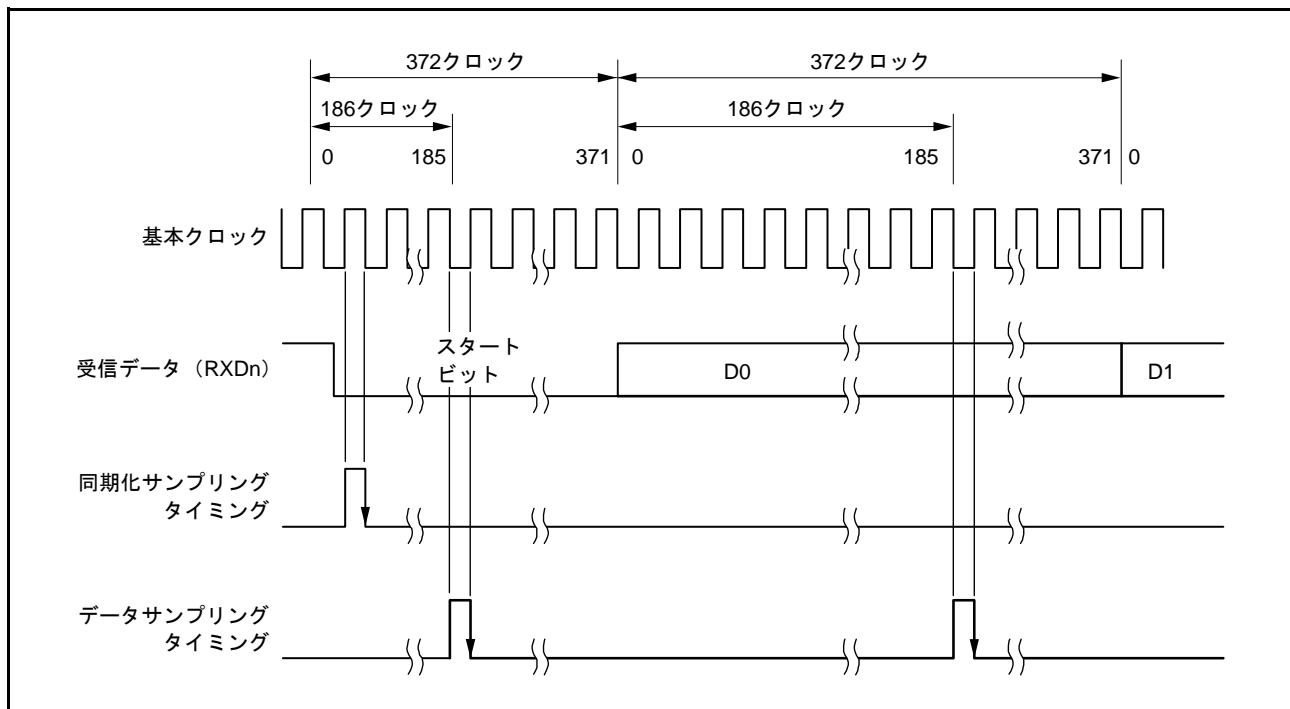 372クロック 372クロック
186クロック 186クロック
0 185 371 0 185 371 0
基本クロック
スタート
ビット
受信データ（RXDn）
D0 D1
同期化サンプリング
タイミング
データサンプリング
タイミング